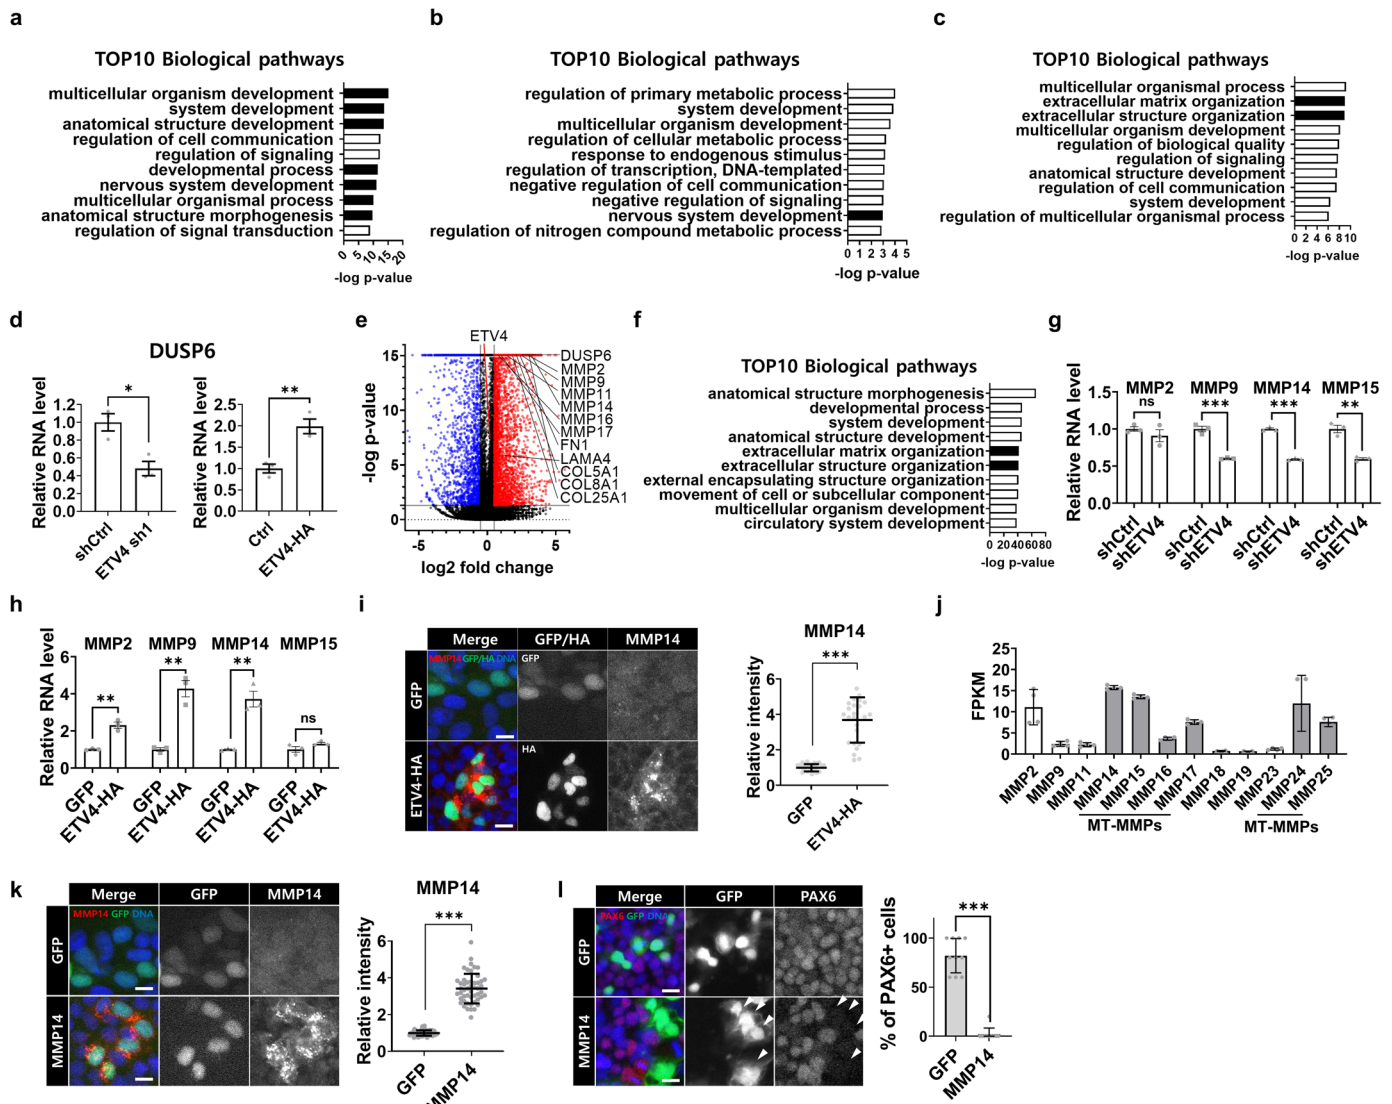 a
TOP10 Biological pathways
multicellular organism development
system development
anatomical structure development
regulation of cell communication
regulation of signaling
developmental process
nervous system development
multicellular organismal process
anatomical structure morphogenesis
regulation of signal transduction
0 5 10 15 20
-log p-value
b
TOP10 Biological pathways
regulation of primary metabolic process
system development
multicellular organism development
regulation of cellular metabolic process
response to endogenous stimulus
regulation of transcription, DNA-templated
negative regulation of cell communication
negative regulation of signaling
nervous system development
regulation of nitrogen compound metabolic process
0 1 2 3 4 5
-log p-value
c
TOP10 Biological pathways
multicellular organismal process
extracellular matrix organization
extracellular structure organization
multicellular organism development
regulation of biological quality
regulation of signaling
anatomical structure development
regulation of cell communication
system development
regulation of multicellular organismal process
0 2 4 6 8 10
-log p-value
d
DUSP6
Relative RNA level
1.2
1.0
0.8
0.6
0.4
0.2
0.0
*
shCtrl
ETV4 sh1
Relative RNA level
2.5
2.0
1.5
1.0
0.5
0.0
**
Ctrl
ETV4-HA
e
ETV4
-log p-value
15
10
5
0
-5 0 5
log2 fold change
DUSP6
MMP2
MMP9
MMP11
MMP14
MMP16
MMP17
FN1
LAMA4
COL5A1
COL8A1
COL25A1
f
TOP10 Biological pathways
anatomical structure morphogenesis
developmental process
system development
anatomical structure development
extracellular matrix organization
extracellular structure organization
external encapsulating structure organization
movement of cell or subcellular component
multicellular organism development
circulatory system development
0 20 40 60 80
-log p-value
g
Relative RNA level
1.5
1.0
0.5
0.0
MMP2 MMP9 MMP14 MMP15
ns *** *** **
shCtrl shETV4 shCtrl shETV4 shCtrl shETV4 shCtrl shETV4
h
Relative RNA level
6
4
2
0
MMP2 MMP9 MMP14 MMP15
** ** ** ns
GFP ETV4-HA GFP ETV4-HA GFP ETV4-HA GFP ETV4-HA
i
Merge GFP/HA MMP14
MMP14 GFP/HA DNA
GFP
GFP
ETV4-HA
HA
MMP14
Relative intensity
6
4
2
0
***
GFP
ETV4-HA
j
FPKM
25
20
15
10
5
0
MMP2 MMP9 MMP11 MMP14 MMP15 MMP16 MMP17 MMP18 MMP19 MMP23 MMP24 MMP25
MT-MMPs MT-MMPs
k
Merge GFP MMP14
MMP14 GFP DNA
GFP
MMP14
MMP14
Relative intensity
6
4
2
0
***
GFP
MMP14
l
Merge GFP PAX6
PAX6 GFP DNA
GFP
MMP14
% of PAX6+ cells
100
50
0
***
GFP
MMP14